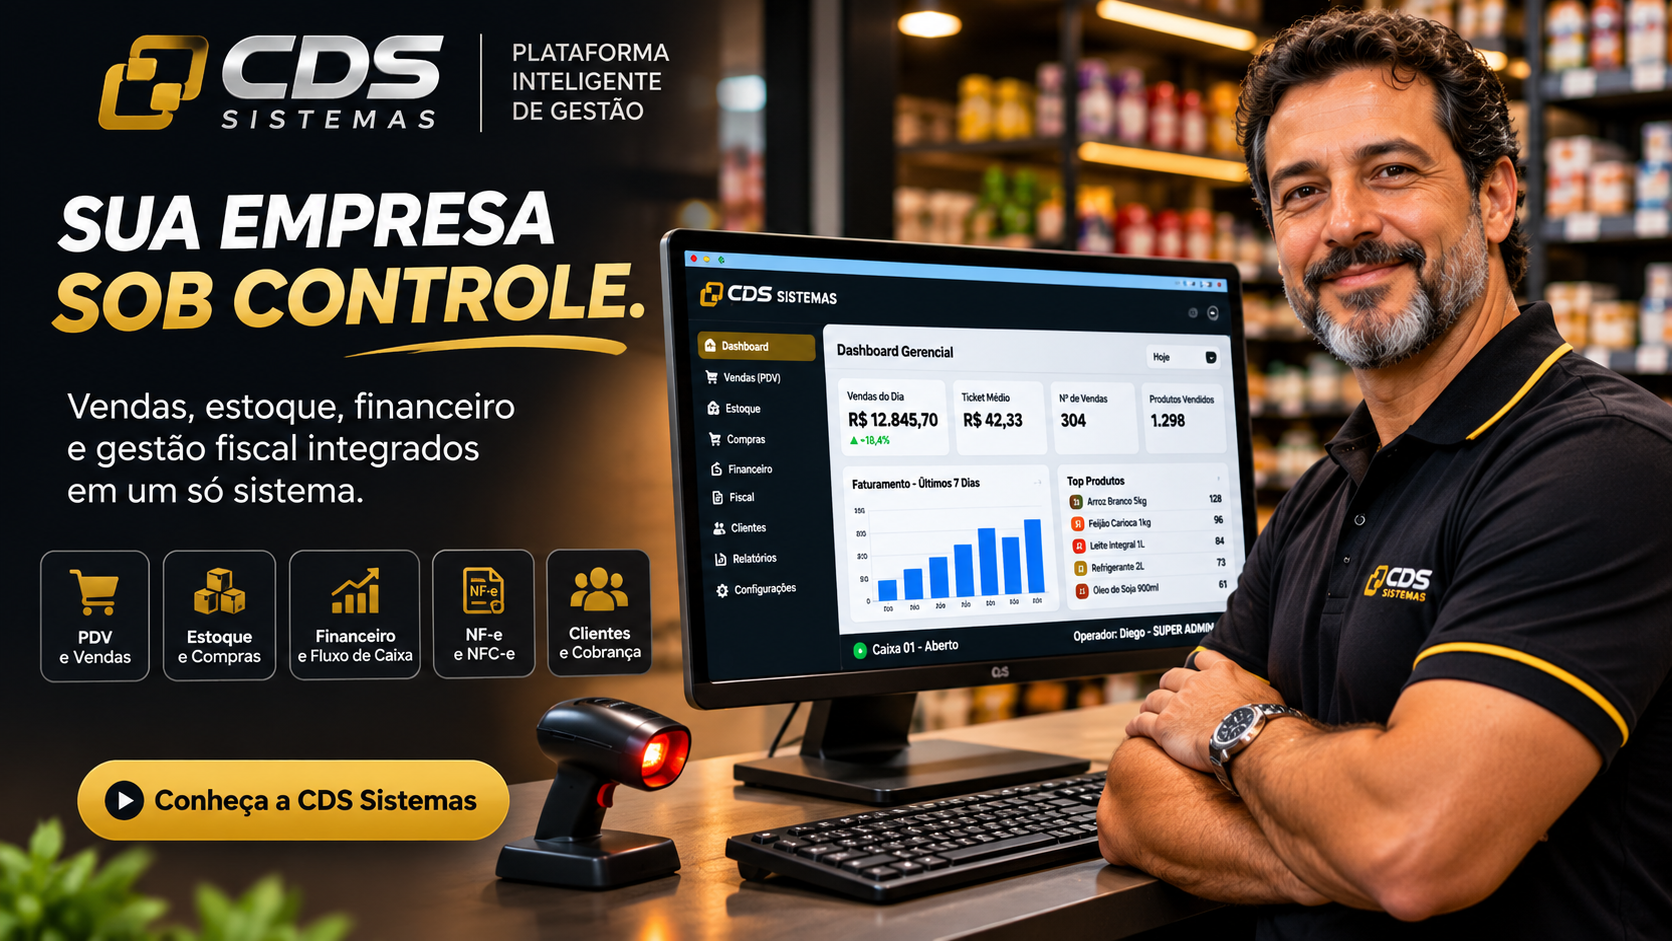 CDS
SISTEMAS
PLATAFORMA
INTELIGENTE
DE GESTÃO
SUA EMPRESA
SOB CONTROLE.
Vendas, estoque, financeiro
e gestão fiscal integrados
em um só sistema.
PDV
e Vendas
Estoque
e Compras
Financeiro
e Fluxo de Caixa
NF-e
NF-e
e NFC-e
Clientes
e Cobrança
Conheça a CDS Sistemas
CDS SISTEMAS
Dashboard
Vendas (PDV)
Estoque
Compras
Financeiro
Fiscal
Clientes
Relatórios
Configurações
Dashboard Gerencial
Hoje
Vendas do Dia
R$ 12.845,70
Ticket Médio
R$ 42,33
Nº de Vendas
304
Produtos Vendidos
1.298
Faturamento - Últimos 7 Dias
Top Produtos
Arroz Branco 5kg 128
Feijão Carioca 1kg 96
Leite Integral 1L 84
Refrigerante 2L 73
Oleo do Soja 900ml 61
Caixa 01 - Aberto
Operador: Diego - SUPER ADMIN
CDS
SISTEMAS